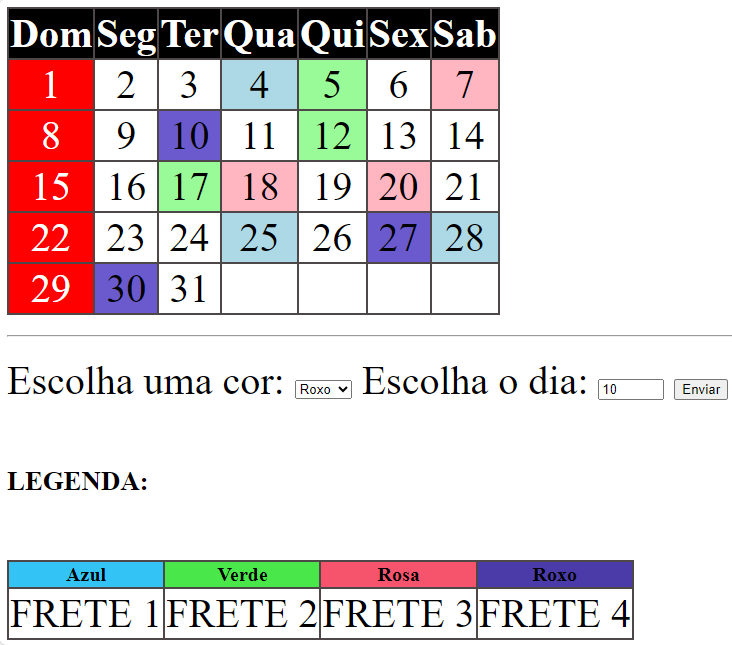 Dom Seg Ter Qua Qui Sex Sab
1 2 3 4 5 6 7
8 9 10 11 12 13 14
15 16 17 18 19 20 21
22 23 24 25 26 27 28
29 30 31
Escolha uma cor: Roxo Escolha o dia: 10 Enviar
LEGENDA:
Azul Verde Rosa Roxo
FRETE 1 FRETE 2 FRETE 3 FRETE 4